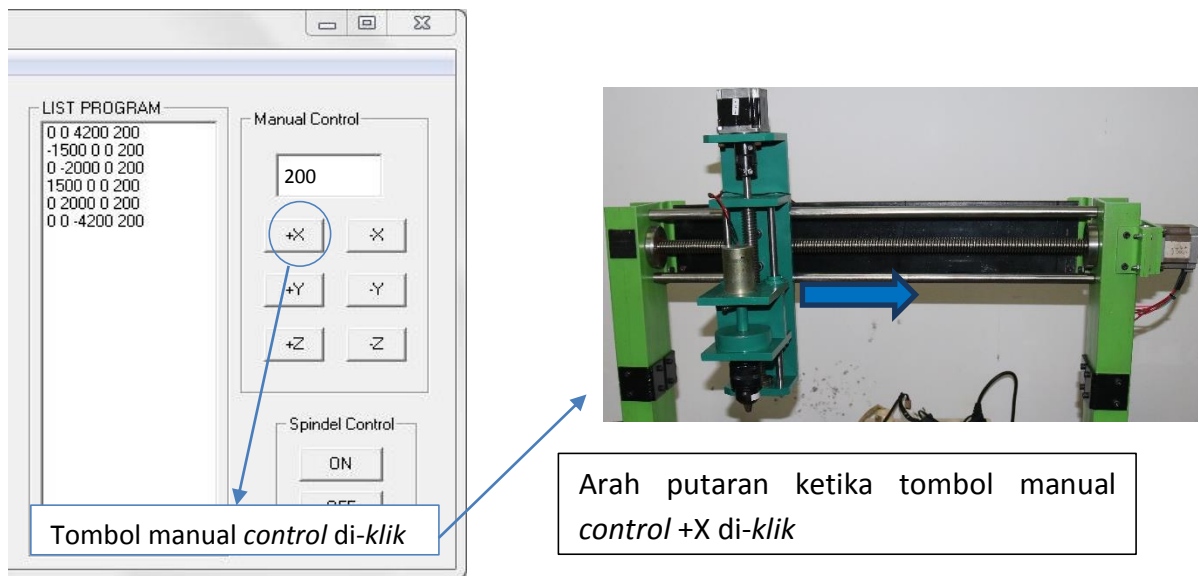 LIST PROGRAM
0 0 4200 200
-1500 0 0 200
0 -2000 0 200
1500 0 0 200
0 2000 0 200
0 0 -4200 200
Manual Control
200
+X -X
+Y -Y
+Z -Z
Spindel Control
ON
OFF
Tombol manual control di-klik
Arah putaran ketika tombol manual
control +X di-klik